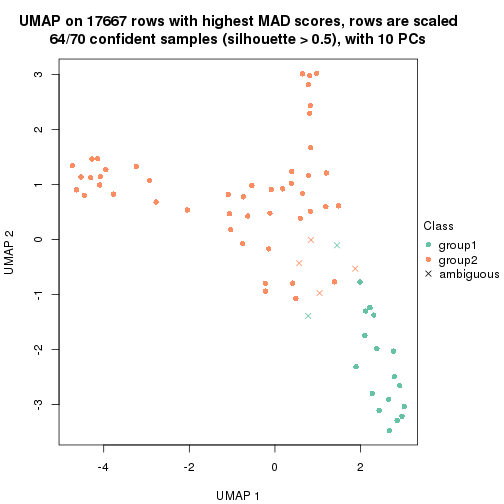 UMAP on 17667 rows with highest MAD scores, rows are scaled
64/70 confident samples (silhouette > 0.5), with 10 PCs
3
2
1
0
-1
-2
-3
UMAP 2
-4
-2
0
2
UMAP 1
Class
group1
group2
ambiguous